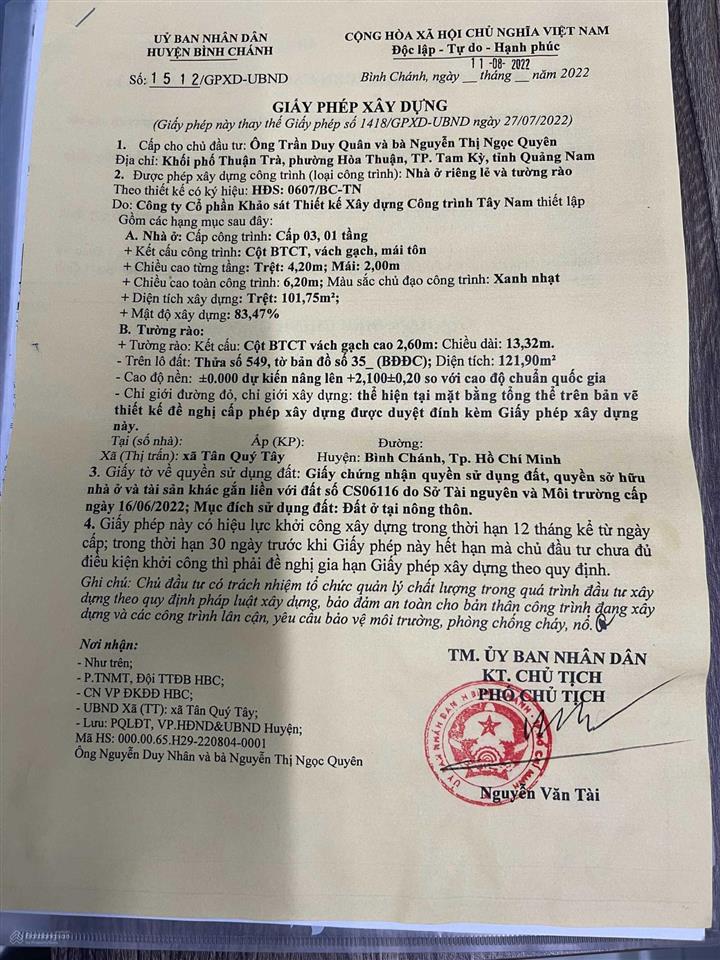 UỶ BAN NHÂN DÂN
HUYỆN BÌNH CHÁNH
Số: 1512/GPXD-UBND
CỘNG HÒA XÃ HỘI CHỦ NGHĨA VIỆT NAM
Độc lập - Tự do - Hạnh phúc
11-08-2022
Bình Chánh, ngày __ tháng __ năm 2022
GIẤY PHÉP XÂY DỰNG
(Giấy phép này thay thế Giấy phép số 1418/GPXD-UBND ngày 27/07/2022)
1. Cấp cho chủ đầu tư: Ông Trần Duy Quân và bà Nguyễn Thị Ngọc Quyên
Địa chỉ: Khối phố Thuận Trà, phường Hòa Thuận, TP. Tam Kỳ, tỉnh Quảng Nam
2. Được phép xây dựng công trình (loại công trình): Nhà ở riêng lẻ và tường rào
Theo thiết kế có ký hiệu: HĐS: 0607/BC-TN
Do: Công ty Cổ phần Khảo sát Thiết kế Xây dựng Công trình Tây Nam thiết lập
Gồm các hạng mục sau đây:
A. Nhà ở: Cấp công trình: Cấp 03, 01 tầng
+ Kết cấu công trình: Cột BTCT, vách gạch, mái tôn
+ Chiều cao từng tầng: Trệt: 4,20m; Mái: 2,00m
+ Chiều cao toàn công trình: 6,20m; Màu sắc chủ đạo công trình: Xanh nhạt
+ Diện tích xây dựng: Trệt: 101,75m²;
+ Mật độ xây dựng: 83,47%
B. Tường rào:
+ Tường rào: Kết cấu: Cột BTCT vách gạch cao 2,60m: Chiều dài: 13,32m.
- Trên lô đất: Thửa số 549, tờ bản đồ số 35_ (BĐĐC); Diện tích: 121,90m²
- Cao độ nền: ±0.000 dự kiến nâng lên +2,100±0,20 so với cao độ chuẩn quốc gia
- Chỉ giới đường đỏ, chỉ giới xây dựng: thể hiện tại mặt bằng tổng thể trên bản vẽ
thiết kế đề nghị cấp phép xây dựng được duyệt đính kèm Giấy phép xây dựng
này.
Tại (số nhà): Ấp (KP): Đường:
Xã (Thị trấn): xã Tân Quý Tây Huyện: Bình Chánh, Tp. Hồ Chí Minh
3. Giấy tờ về quyền sử dụng đất: Giấy chứng nhận quyền sử dụng đất, quyền sở hữu
nhà ở và tài sản khác gắn liền với đất số CS06116 do Sở Tài nguyên và Môi trường cấp
ngày 16/06/2022; Mục đích sử dụng đất: Đất ở tại nông thôn.
4. Giấy phép này có hiệu lực khởi công xây dựng trong thời hạn 12 tháng kể từ ngày
cấp; trong thời hạn 30 ngày trước khi Giấy phép này hết hạn mà chủ đầu tư chưa đủ
điều kiện khởi công thì phải đề nghị gia hạn Giấy phép xây dựng theo quy định.
Ghi chú: Chủ đầu tư có trách nhiệm tổ chức quản lý chất lượng trong quá trình đầu tư xây
dựng theo quy định pháp luật xây dựng, bảo đảm an toàn cho bản thân công trình đang xây
dựng và các công trình lân cận, yêu cầu bảo vệ môi trường, phòng chống cháy, nổ.
Nơi nhận:
- Như trên;
- P.TNMT, Đội TTĐB HBC;
- CN VP ĐKĐĐ HBC;
- UBND Xã (TT): xã Tân Quý Tây;
- Lưu: PQLĐT, VP.HĐND&UBND Huyện;
Mã HS: 000.00.65.H29-220804-0001
Ông Nguyễn Duy Nhân và bà Nguyễn Thị Ngọc Quyên
TM. ỦY BAN NHÂN DÂN
KT. CHỦ TỊCH
PHÓ CHỦ TỊCH
Nguyễn Văn Tài